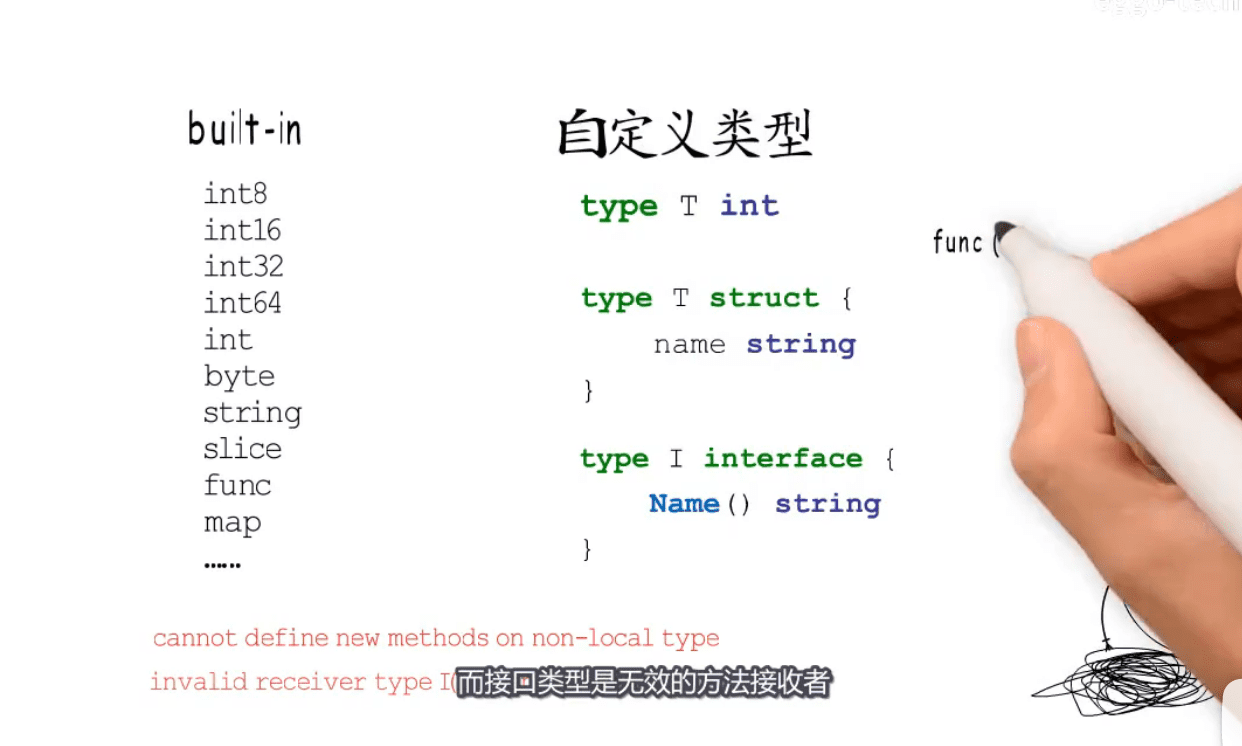 built-in
int8
int16
int32
int64
int
byte
string
slice
func
map
……
自定义类型
type T int
type T struct {
name string
}
type I interface {
Name() string
}
func (
cannot define new methods on non-local type
invalid receiver type I(
而接口类型是无效的方法接收者